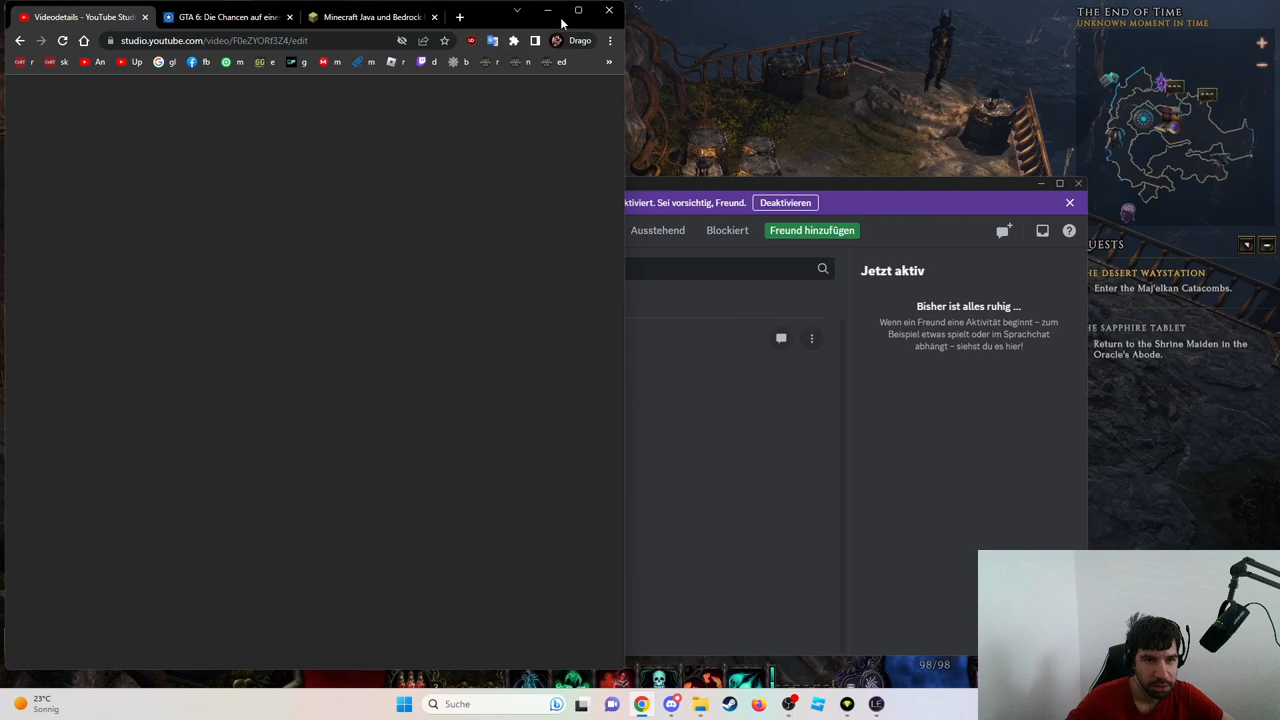 Videodetails - YouTube Studi
GTA 6: Die Chancen auf eine
Minecraft Java und Bedrock
studio.youtube.com/video/F0eZYORf3Z4/edit
Drago
r
sk
An
Up
gl
fb
m
GG e
g
m
m
r
d
b
r
n
ed
»
THE END OF TIME
UNKNOWN MOMENT IN TIME
ktiviert. Sei vorsichtig, Freund. Deaktivieren
Ausstehend Blockiert Freund hinzufügen
Jetzt aktiv
Bisher ist alles ruhig ...
Wenn ein Freund eine Aktivität beginnt – zum
Beispiel etwas spielt oder im Sprachchat
abhängt – siehst du es hier!
UESTS
HE DESERT WAYSTATION
Enter the Maj'elkan Catacombs.
HE SAPPHIRE TABLET
Return to the Shrine Maiden in the
Oracle's Abode.
98/98
23°C
Sonnig
Suche
LE